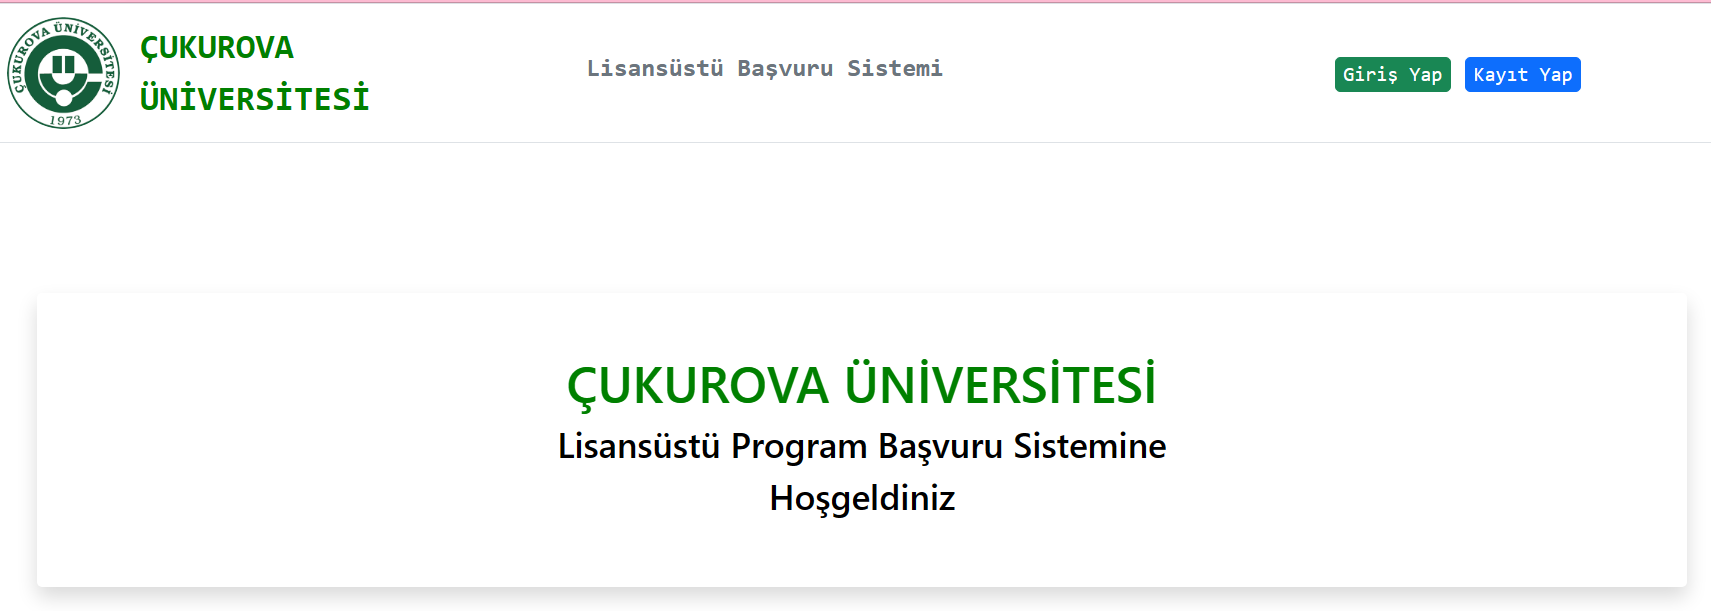 ÇUKUROVA ÜNİVERSİTESİ
1973
ÇUKUROVA
ÜNİVERSİTESİ
Lisansüstü Başvuru Sistemi
Giriş Yap
Kayıt Yap
ÇUKUROVA ÜNİVERSİTESİ
Lisansüstü Program Başvuru Sistemine
Hoşgeldiniz